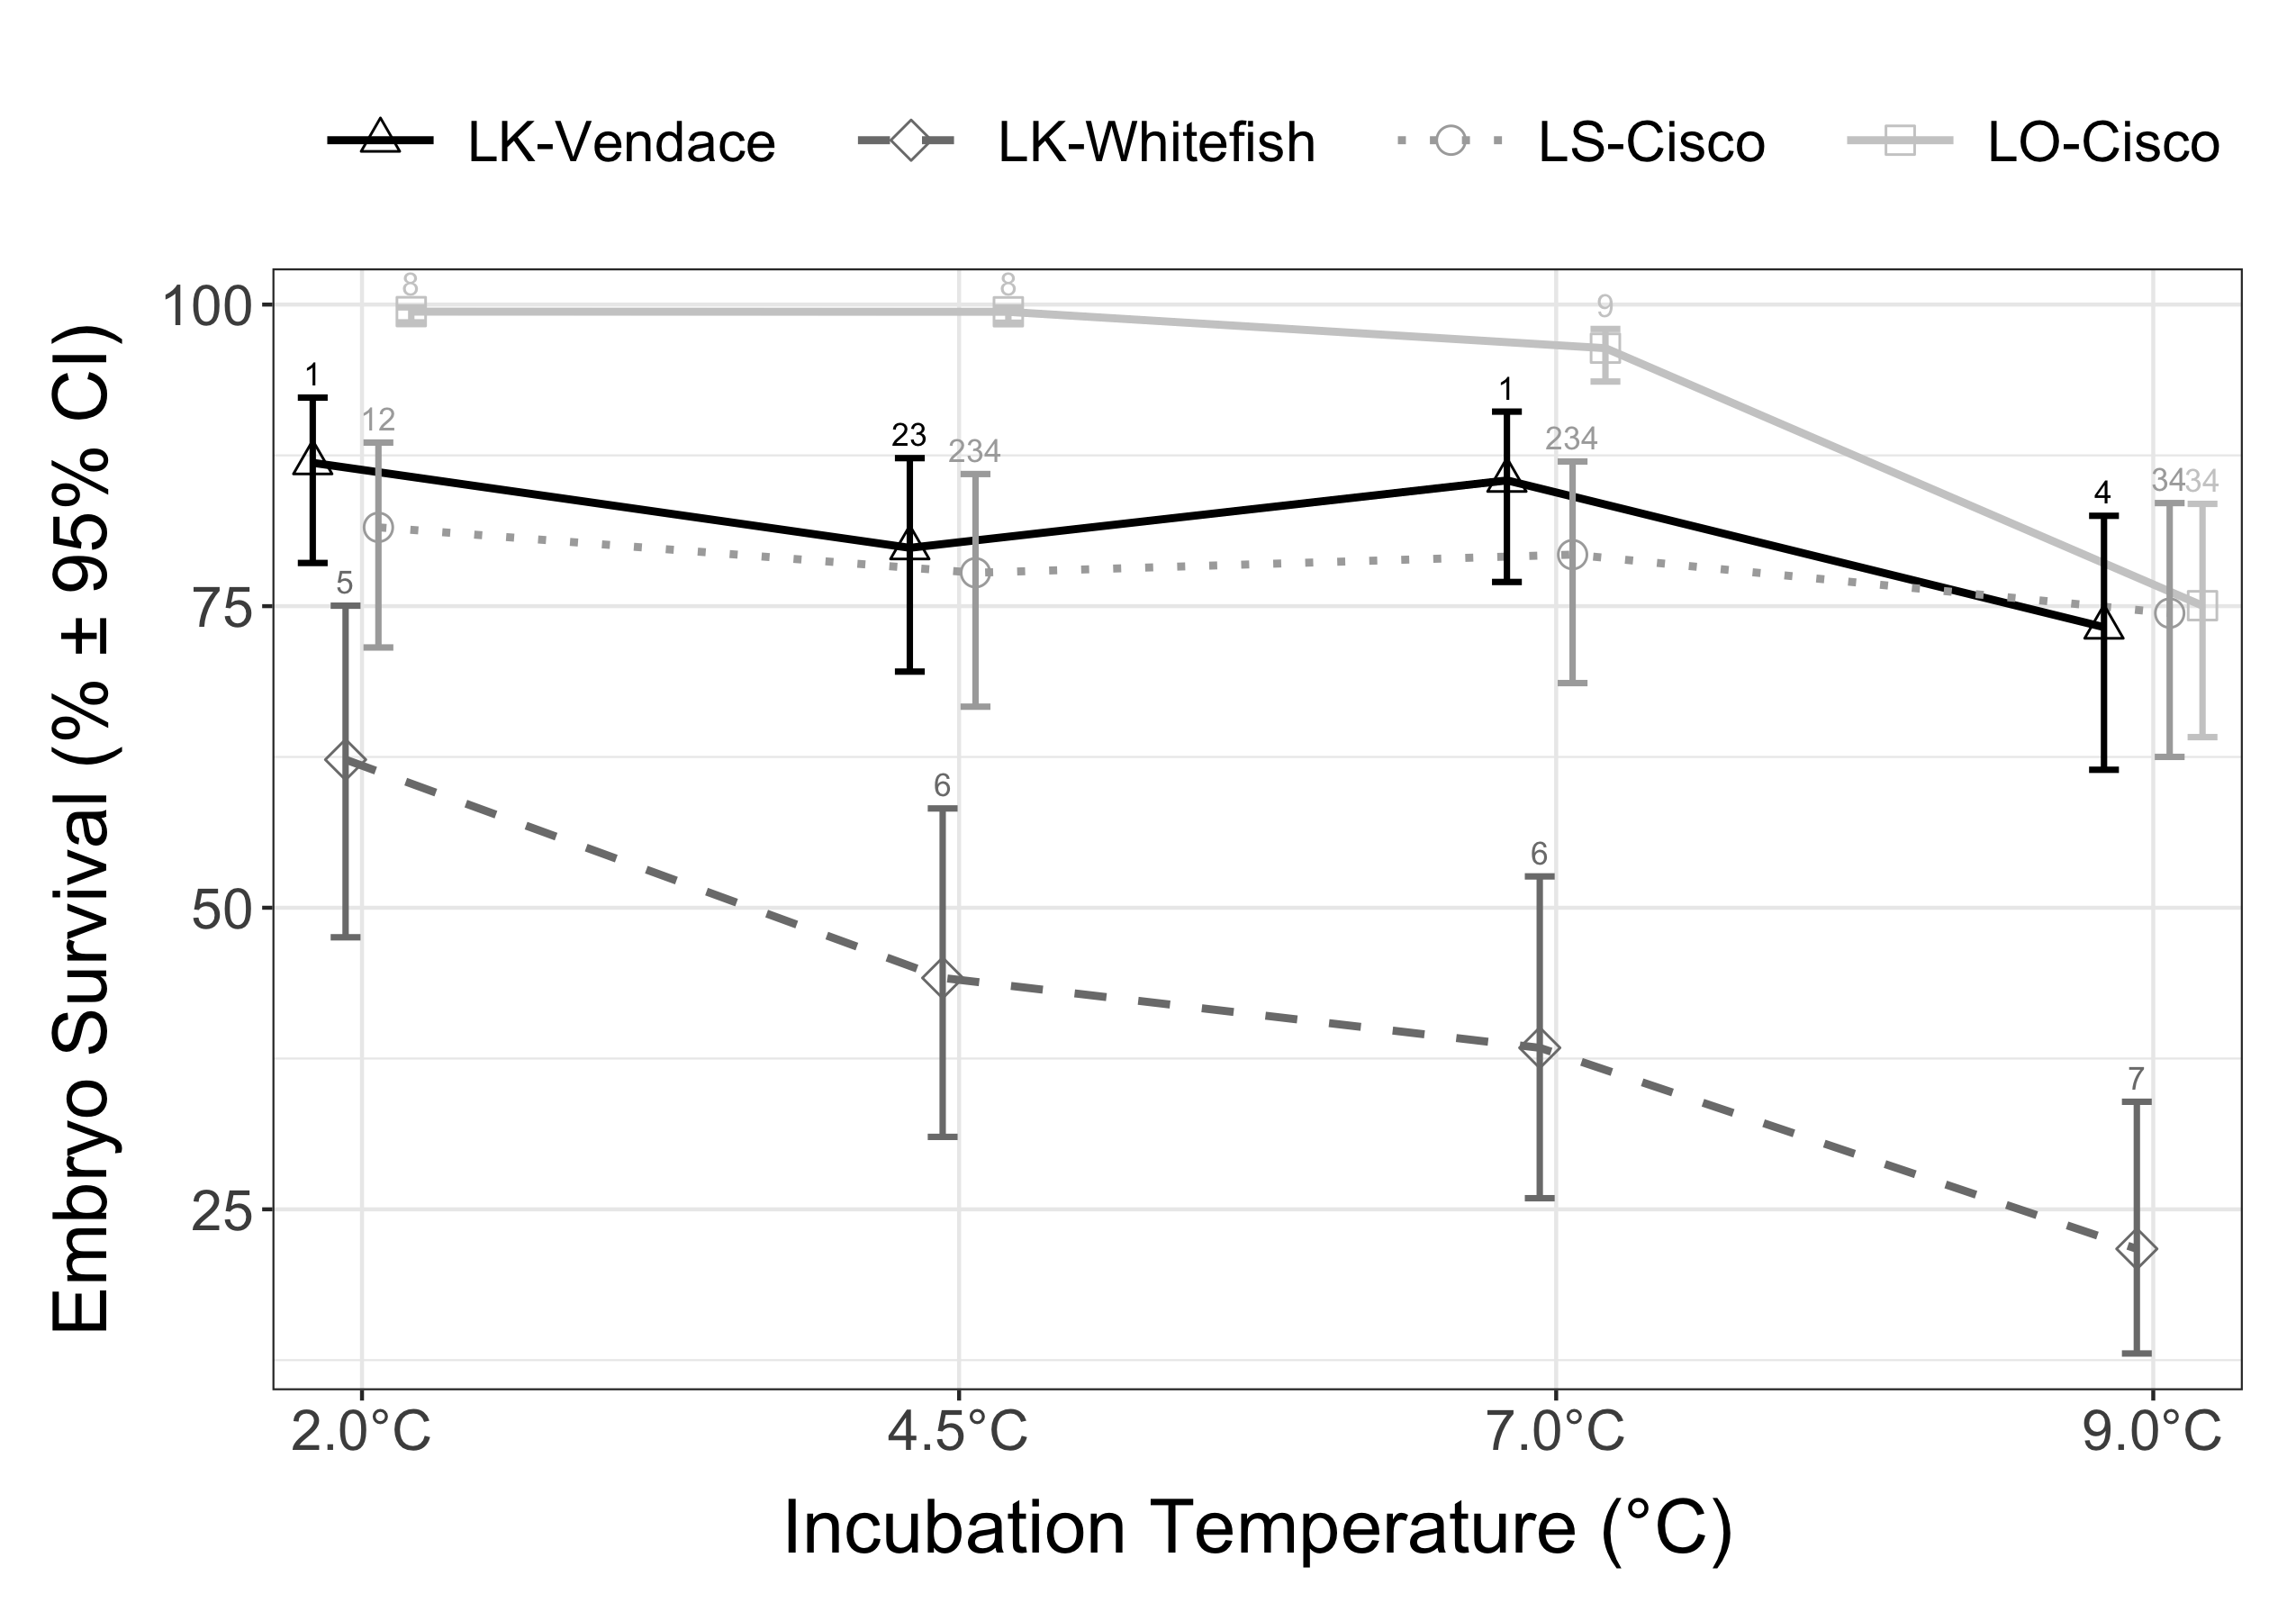 LK-Vendace LK-Whitefish LS-Cisco LO-Cisco
Embryo Survival (% ± 95% CI)
100
75
50
25
8 8 9
1 12 5
23 234
1 234
4 34 34
6 6 7
2.0°C 4.5°C 7.0°C 9.0°C
Incubation Temperature (°C)